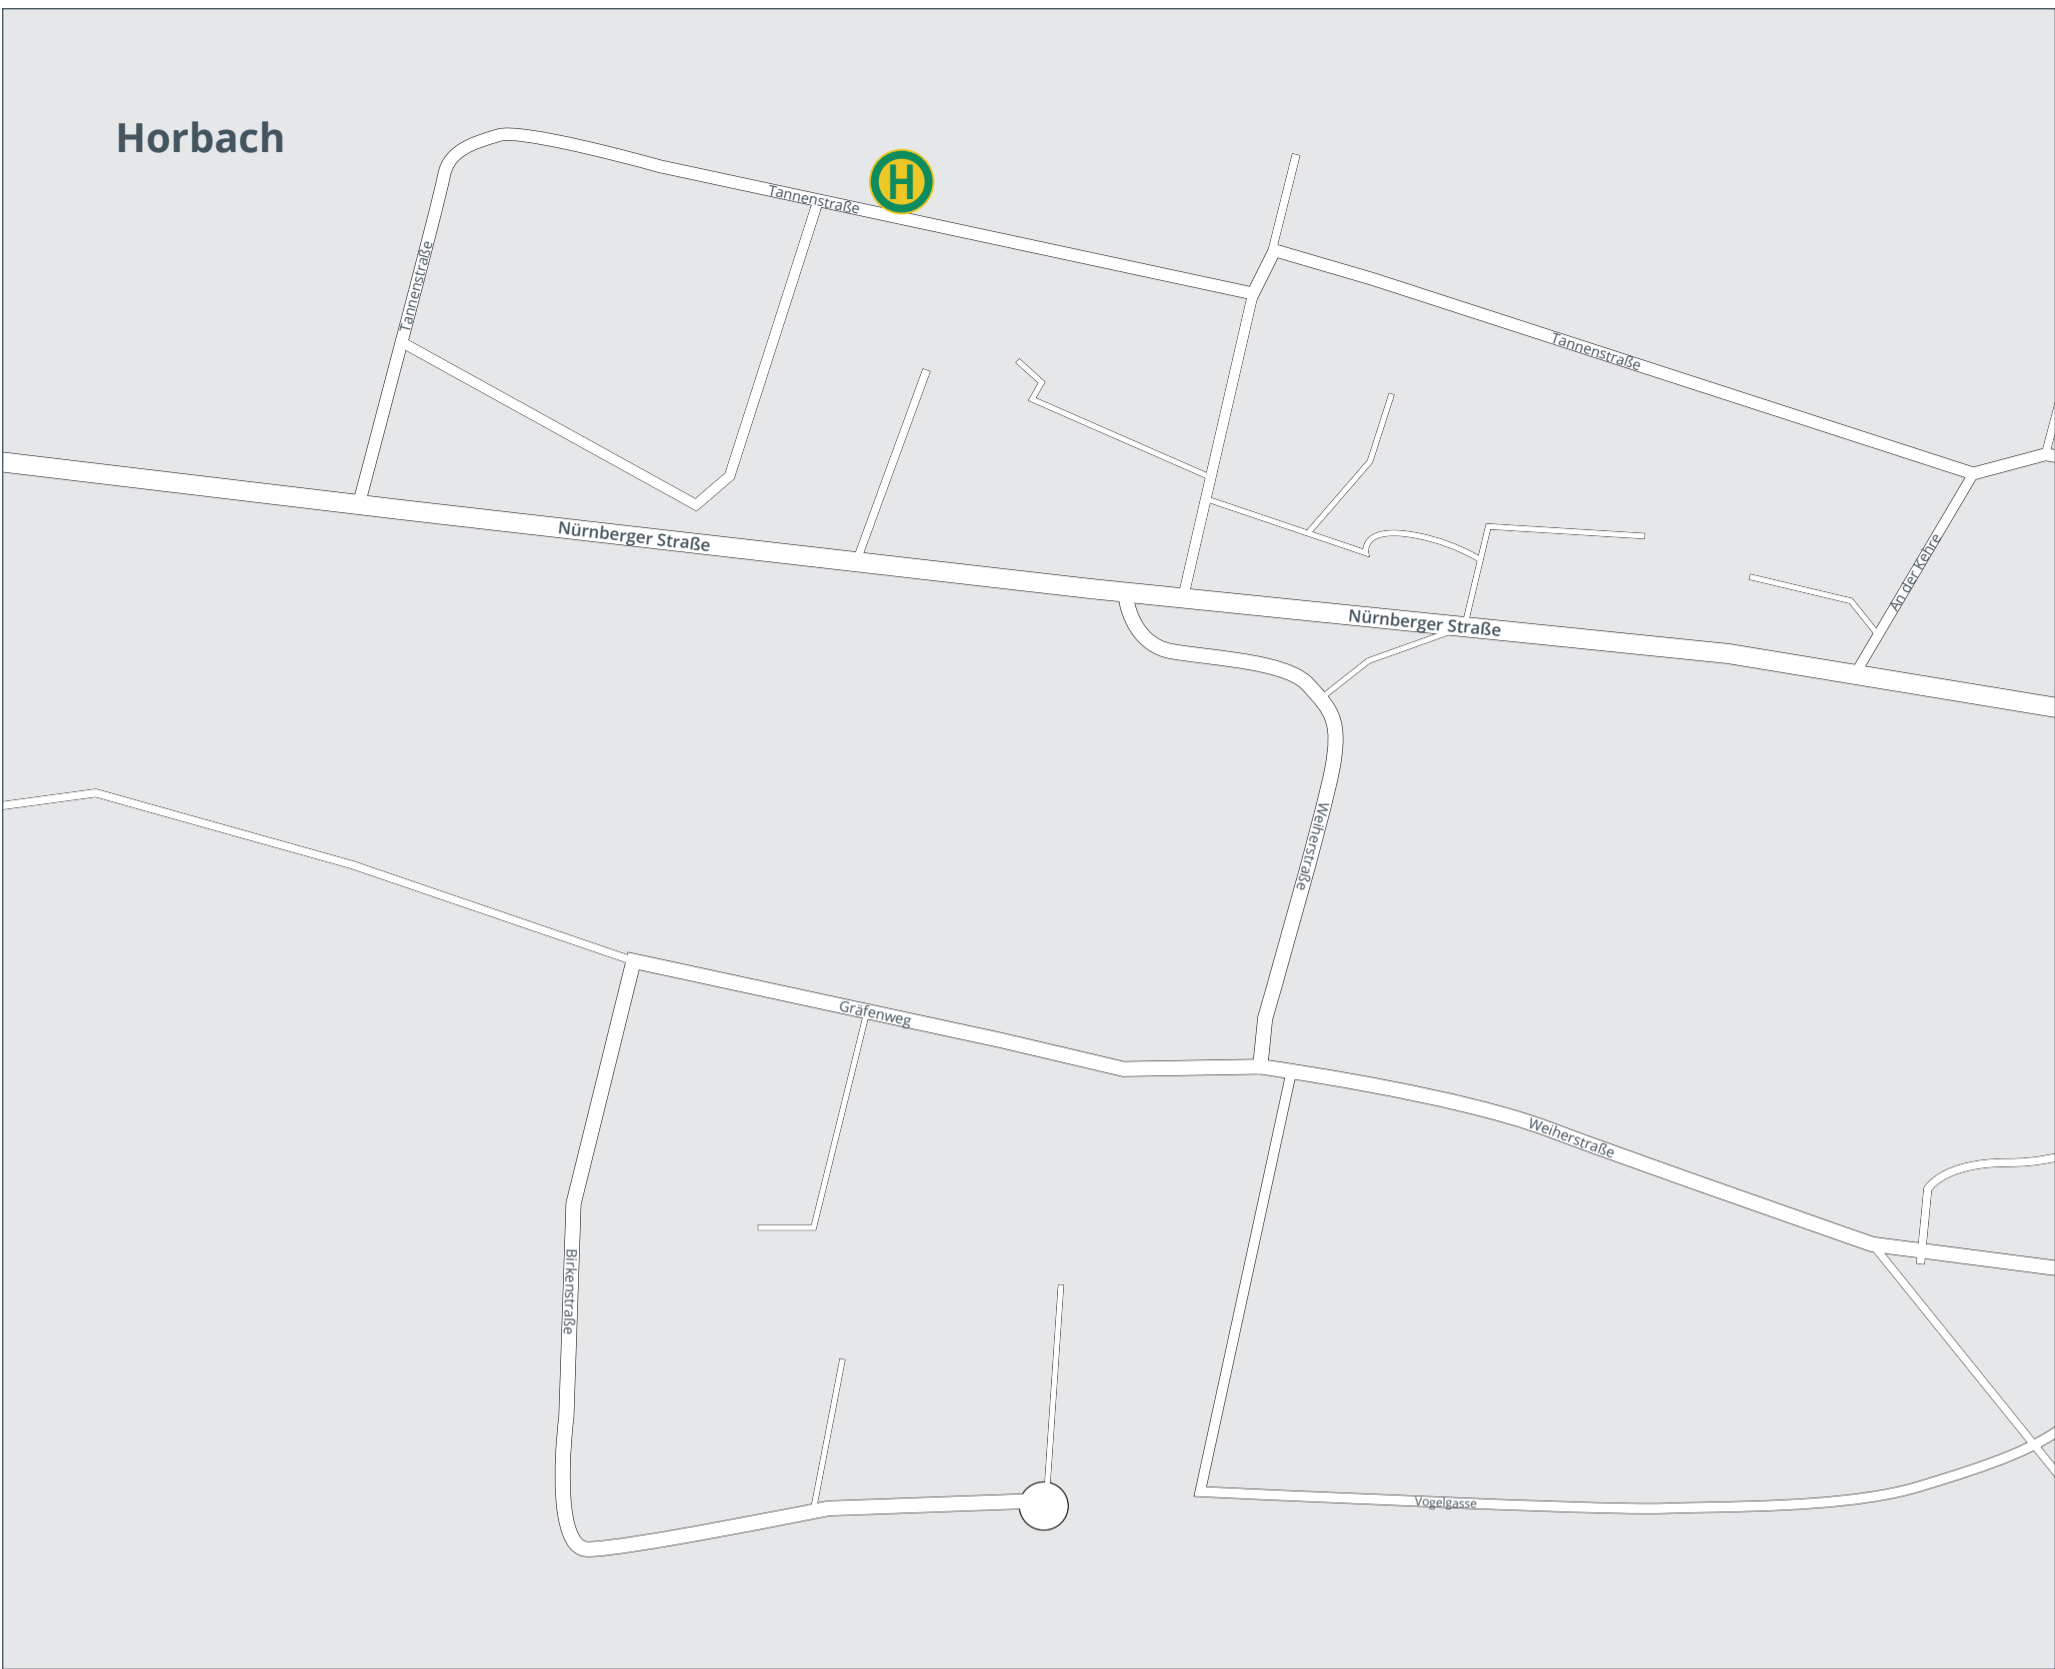 Horbach
H
Tannenstraße
Tannenstraße
Tannenstraße
Nürnberger Straße
An der Kehre
Nürnberger Straße
Weiherstraße
Gräfenweg
Weiherstraße
Birkenstraße
Vogelgasse